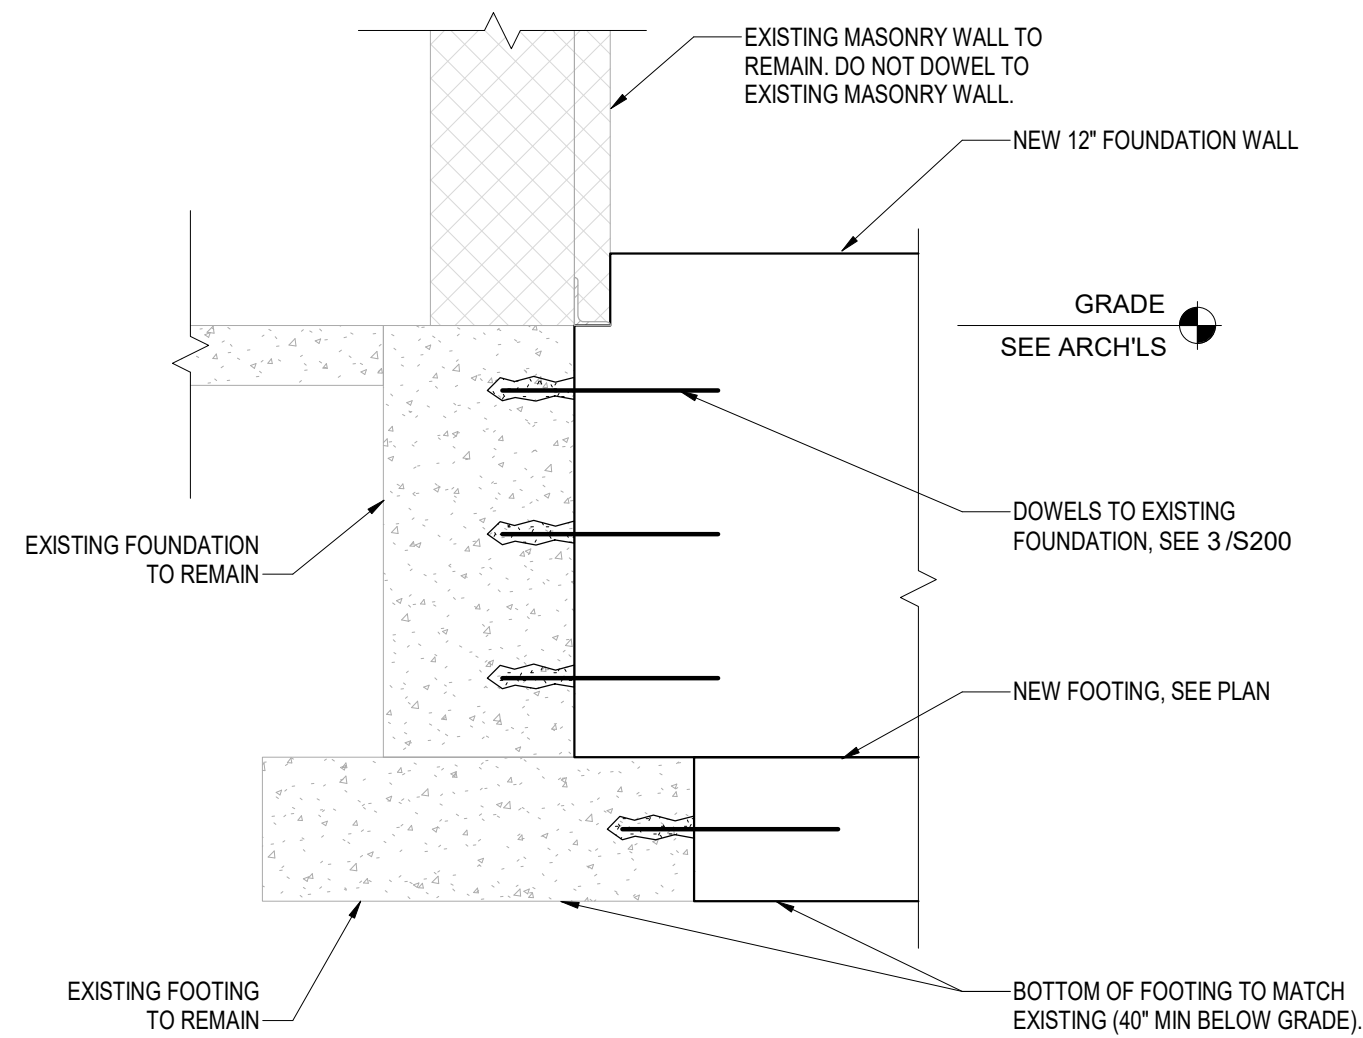 EXISTING MASONRY WALL TO
REMAIN. DO NOT DOWEL TO
EXISTING MASONRY WALL.
NEW 12" FOUNDATION WALL
GRADE
SEE ARCH'LS
DOWELS TO EXISTING
FOUNDATION, SEE 3 /S200
EXISTING FOUNDATION
TO REMAIN
NEW FOOTING, SEE PLAN
EXISTING FOOTING
TO REMAIN
BOTTOM OF FOOTING TO MATCH
EXISTING (40" MIN BELOW GRADE).